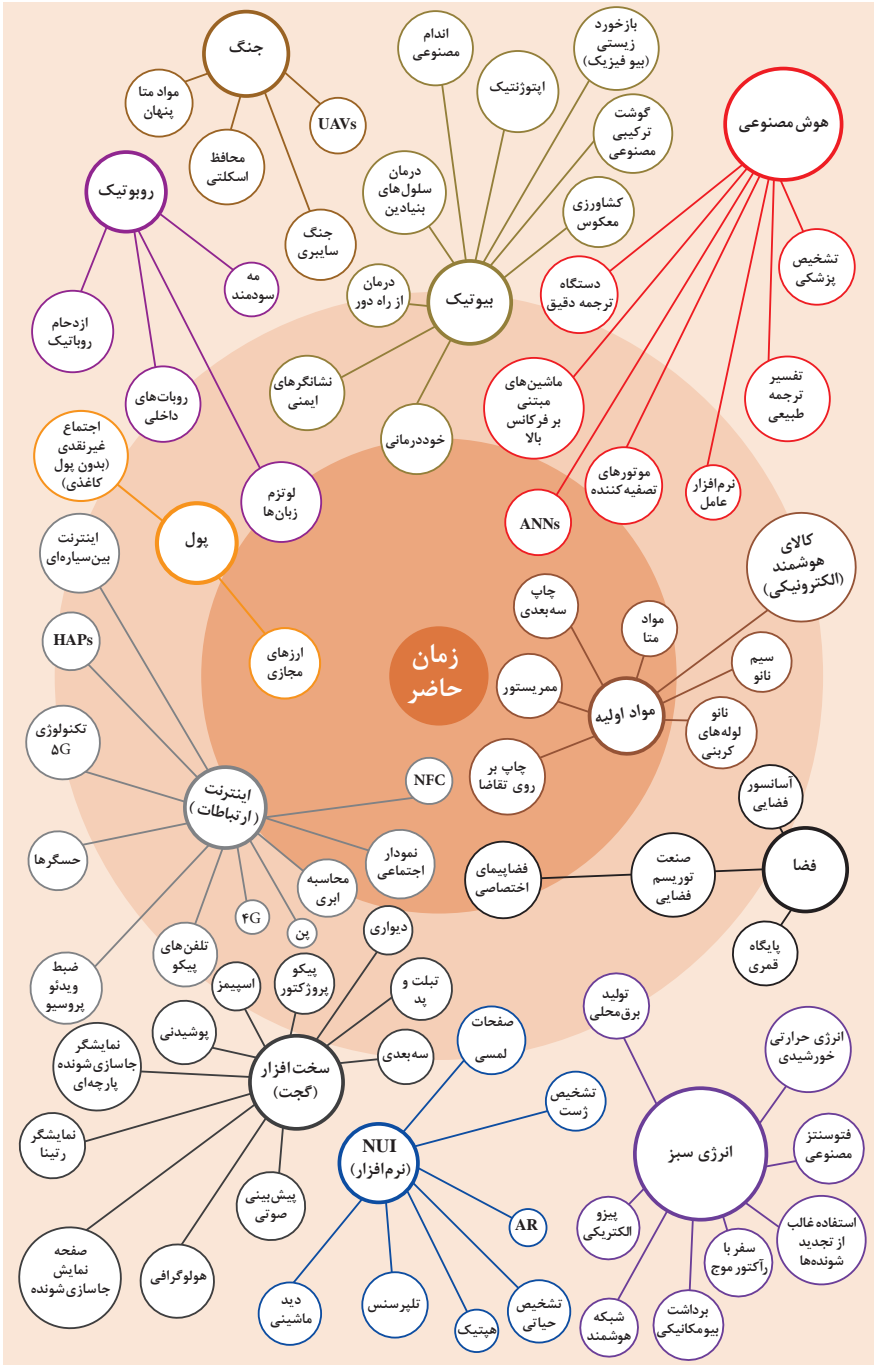 جنگ
مواد متا
پنهان
محافظ
اسکلتی
UAVs
جنگ
سایبری
روبوتیک
مه
سودمند
ازدحام
روباتیک
روبات‌های
داخلی
لوتزم
زبان‌ها
بیوتیک
اندام
مصنوعی
اپتوژنتیک
بازخورد
زیستی
(بیو فیزیک)
گوشت
ترکیبی
مصنوعی
کشاورزی
معکوس
درمان
سلول‌های
بنیادین
درمان
از راه دور
نشانگرهای
ایمنی
خوددرمانی
هوش مصنوعی
تشخیص
پزشکی
دستگاه
ترجمه دقیق
تفسیر
ترجمه
طبیعی
ماشین‌های
مبتنی
بر فرکانس
بالا
موتورهای
تصفیه‌کننده
نرم‌افزار
عامل
ANNs
پول
اجتماع
غیرنقدی
(بدون پول
کاغذی)
ارزهای
مجازی
زمان
حاضر
مواد اولیه
کالای
هوشمند
(الکترونیکی)
چاپ
سه‌بعدی
مواد
متا
سیم
نانو
ممریستور
نانو
لوله‌های
کربنی
چاپ بر
روی تقاضا
اینترنت
(ارتباطات)
اینترنت
بین‌سیاره‌ای
HAPs
تکنولوژی
۵G
حسگرها
ضبط
ویدئو
پروسیو
تلفن‌های
پیکو
۴G
پن
محاسبه
ابری
نمودار
اجتماعی
NFC
فضا
آسانسور
فضایی
صنعت
توریسم
فضایی
فضاپیمای
اختصاصی
پایگاه
قمری
سخت‌افزار
(گجت)
دیواری
پیکو
پروژکتور
اسپیمز
پوشیدنی
تبلت و
پد
سه‌بعدی
نمایشگر
جاسازی‌شونده
پارچه‌ای
نمایشگر
رتینا
صفحه
نمایش
جاسازی‌شونده
هولوگرافی
پیش‌بینی
صوتی
NUI
(نرم‌افزار)
صفحات
لمسی
تشخیص
ژست
AR
تشخیص
حیاتی
هپتیک
تلپرسنس
دید
ماشینی
انرژی سبز
تولید
برق‌محلی
انرژی حرارتی
خورشیدی
فتوسنتز
مصنوعی
استفاده غالب
از تجدید
شونده‌ها
سفر با
رآکتور موج
برداشت
بیومکانیکی
شبکه
هوشمند
پیزو
الکتریکی